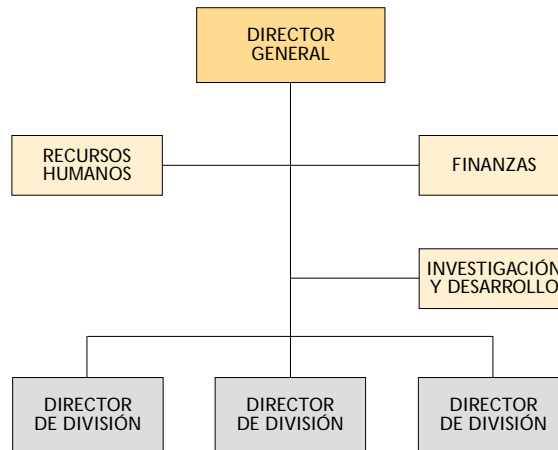 DIRECTOR
GENERAL
RECURSOS
HUMANOS
FINANZAS
INVESTIGACIÓN
Y DESARROLLO
DIRECTOR
DE DIVISIÓN
DIRECTOR
DE DIVISIÓN
DIRECTOR
DE DIVISIÓN